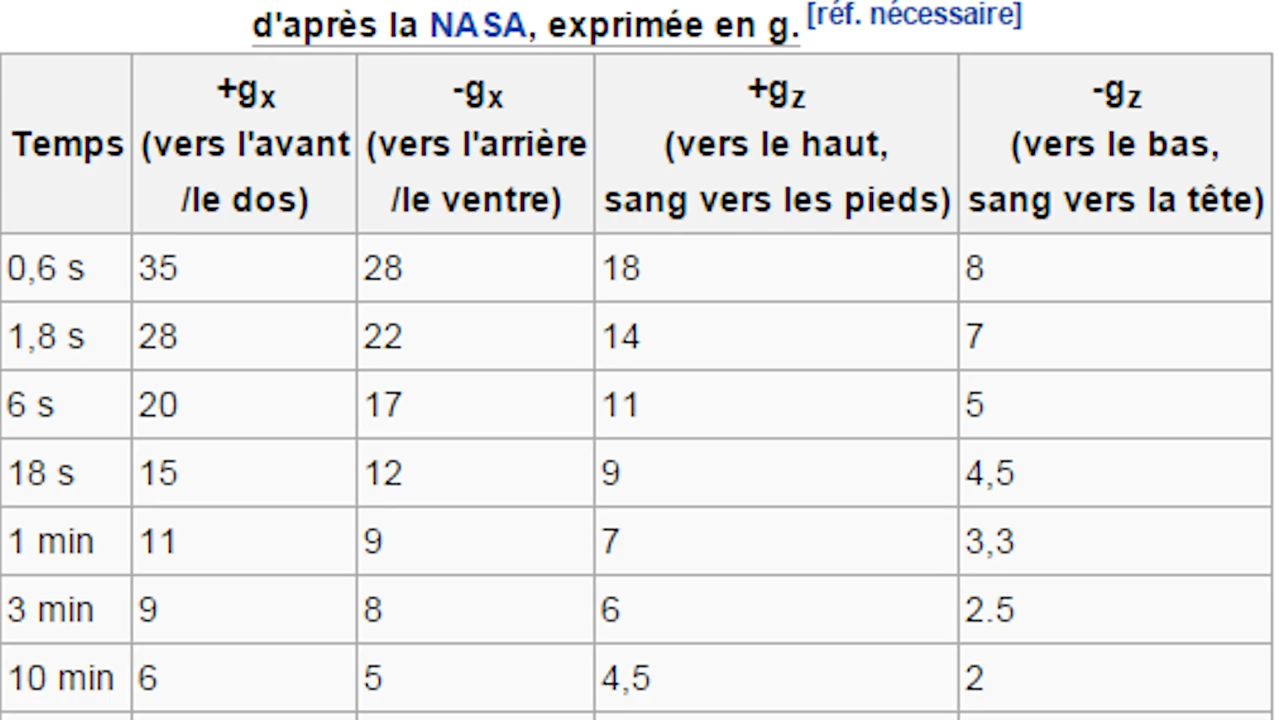 d'après la NASA, exprimée en g. [réf. nécessaire]
Temps +gx (vers l'avant /le dos) -gx (vers l'arrière /le ventre) +gz (vers le haut, sang vers les pieds) -gz (vers le bas, sang vers la tête)
0,6 s 35 28 18 8
1,8 s 28 22 14 7
6 s 20 17 11 5
18 s 15 12 9 4,5
1 min 11 9 7 3,3
3 min 9 8 6 2.5
10 min 6 5 4,5 2